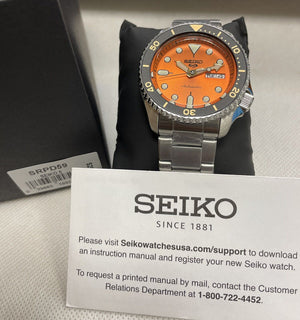 SEIKO
5
AUTOMATIC
SRPD59
SEIKO
SINCE 1881
Please visit Seikowatchesusa.com/support to download
an instruction manual and register your new Seiko watch.
To request a printed manual by mail, contact the Customer
Relations Department at 1-800-722-4452.